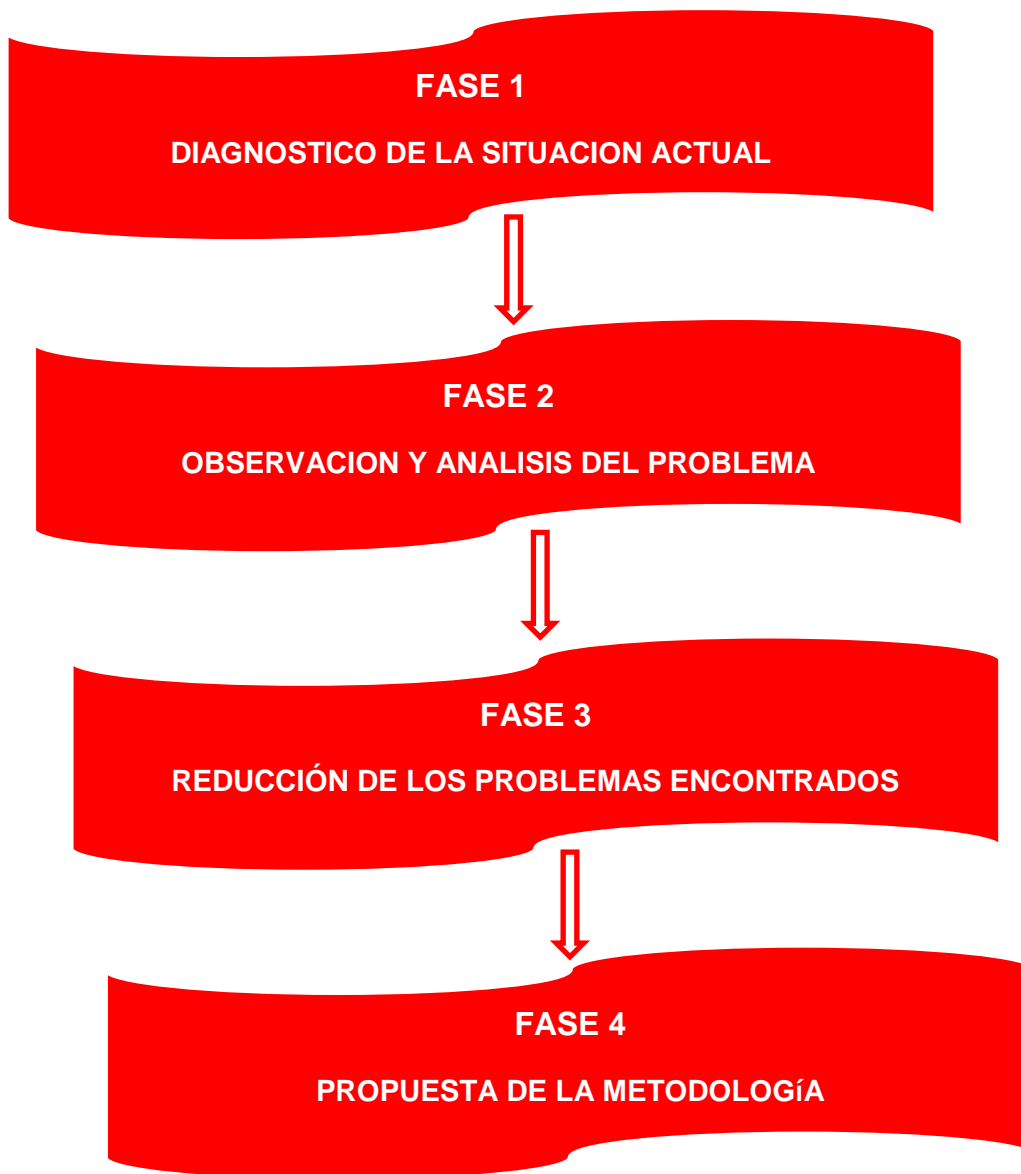 FASE 1
DIAGNOSTICO DE LA SITUACION ACTUAL
FASE 2
OBSERVACION Y ANALISIS DEL PROBLEMA
FASE 3
REDUCCIÓN DE LOS PROBLEMAS ENCONTRADOS
FASE 4
PROPUESTA DE LA METODOLOGíA